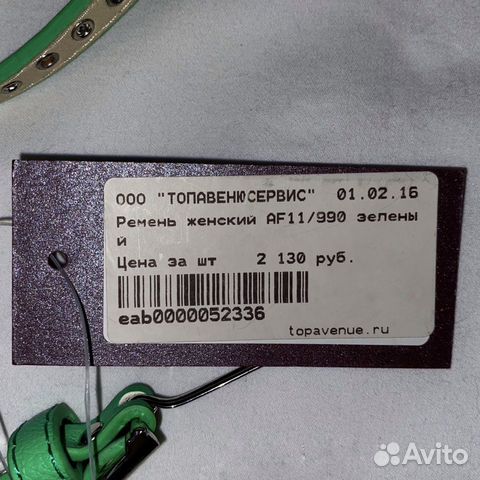 ООО "ТОПАВЕНЮСЕРВИС" 01.02.16
Ремень женский AF11/990 зелены
й
Цена за шт 2 130 руб.
eab0000052336
topavenue.ru
Avito